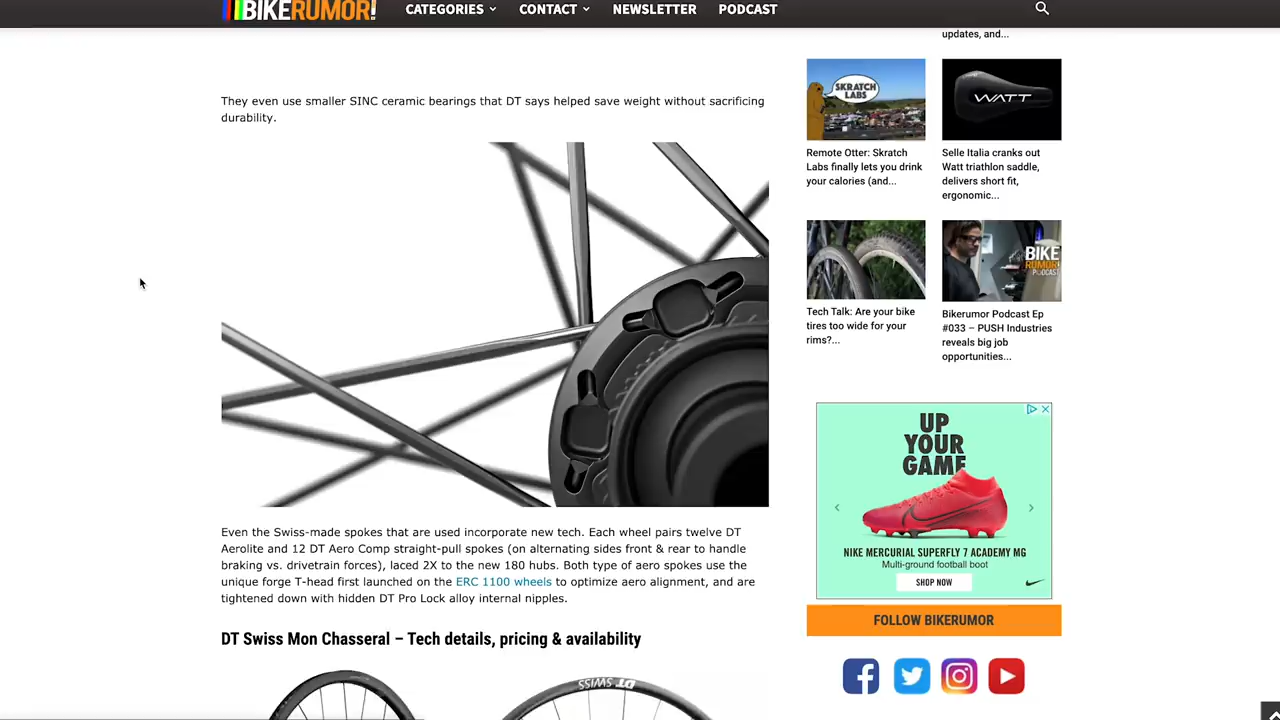 BIKERUMOR!
CATEGORIES
CONTACT
NEWSLETTER
PODCAST
updates, and...
They even use smaller SINC ceramic bearings that DT says helped save weight without sacrificing
durability.
SKRATCH
LABS
WATT
Remote Otter: Skratch
Labs finally lets you drink
your calories (and...
Selle Italia cranks out
Watt triathlon saddle,
delivers short fit,
ergonomic...
BIKE
RUMOR
PODCAST
Tech Talk: Are your bike
tires too wide for your
rims?...
Bikerumor Podcast Ep
#033 – PUSH Industries
reveals big job
opportunities...
UP
YOUR
GAME
NIKE MERCURIAL SUPERFLY 7 ACADEMY MG
Multi-ground football boot
SHOP NOW
Even the Swiss-made spokes that are used incorporate new tech. Each wheel pairs twelve DT
Aerolite and 12 DT Aero Comp straight-pull spokes (on alternating sides front & rear to handle
braking vs. drivetrain forces), laced 2X to the new 180 hubs. Both type of aero spokes use the
unique forge T-head first launched on the ERC 1100 wheels to optimize aero alignment, and are
tightened down with hidden DT Pro Lock alloy internal nipples.
FOLLOW BIKERUMOR
DT Swiss Mon Chasseral – Tech details, pricing & availability
DT SWISS